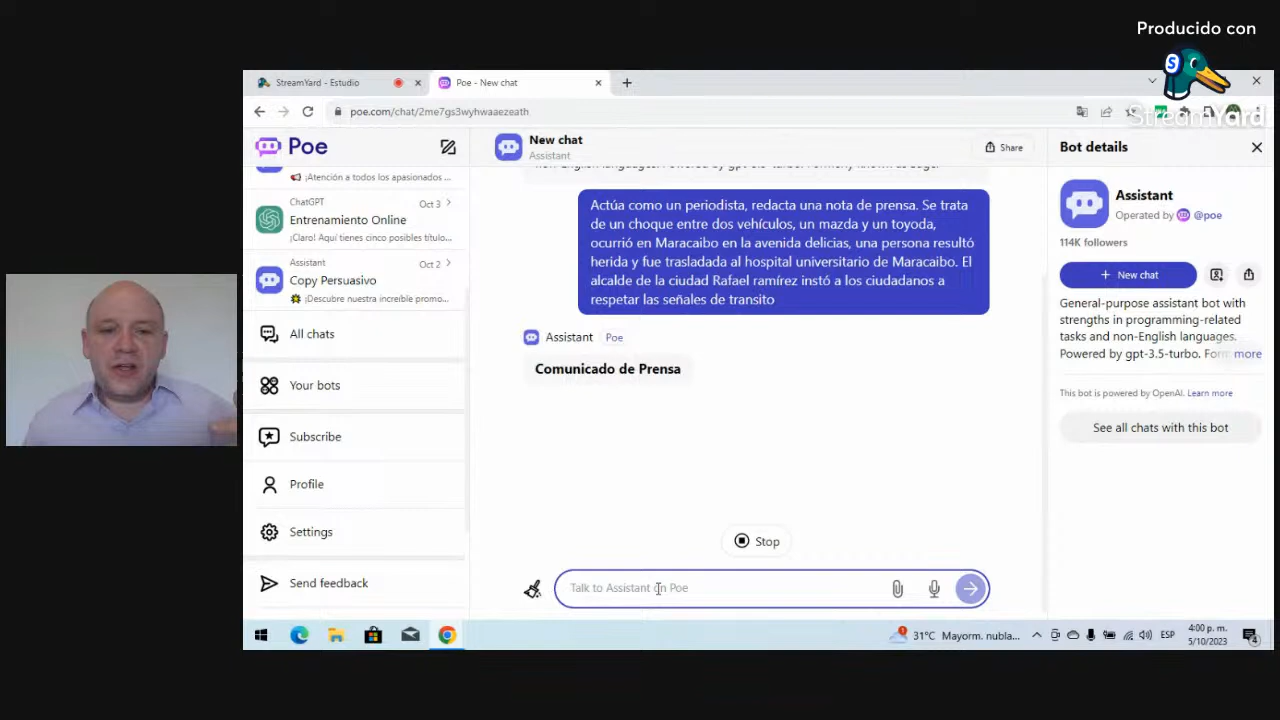 Producido con
StreamYard
StreamYard - Estudio
Poe - New chat
poe.com/chat/2me7gs3wyhwaaezeath
Poe
¡Atención a todos los apasionados ...
ChatGPT
Oct 3
Entrenamiento Online
¡Claro! Aquí tienes cinco posibles título...
Assistant
Oct 2
Copy Persuasivo
¡Descubre nuestra increíble promo...
All chats
Your bots
Subscribe
Profile
Settings
Send feedback
New chat
Assistant
Share
Actúa como un periodista, redacta una nota de prensa. Se trata
de un choque entre dos vehículos, un mazda y un toyoda,
ocurrió en Maracaibo en la avenida delicias, una persona resultó
herida y fue trasladada al hospital universitario de Maracaibo. El
alcalde de la ciudad Rafael ramírez instó a los ciudadanos a
respetar las señales de transito
Assistant Poe
Comunicado de Prensa
Stop
Talk to Assistant on Poe
Bot details
Assistant
Operated by @poe
114K followers
New chat
General-purpose assistant bot with
strengths in programming-related
tasks and non-English languages.
Powered by gpt-3.5-turbo. more
This bot is powered by OpenAI. Learn more
See all chats with this bot
31°C Mayorm. nubla...
ESP
4:00 p. m.
5/10/2023
4